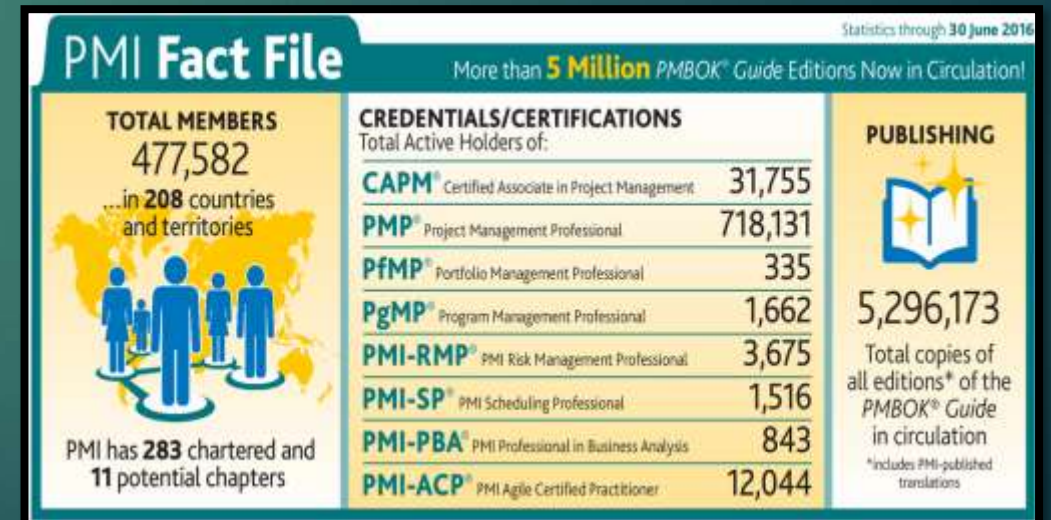 Statistics through 30 June 2016
PMI Fact File
More than 5 Million PMBOK® Guide Editions Now in Circulation!
TOTAL MEMBERS
477,582
...in 208 countries
and territories
PMI has 283 chartered and
11 potential chapters
CREDENTIALS/CERTIFICATIONS
Total Active Holders of:
CAPM® Certified Associate in Project Management 31,755
PMP® Project Management Professional 718,131
PfMP® Portfolio Management Professional 335
PgMP® Program Management Professional 1,662
PMI-RMP® PMI Risk Management Professional 3,675
PMI-SP® PMI Scheduling Professional 1,516
PMI-PBA® PMI Professional in Business Analysis 843
PMI-ACP® PMI Agile Certified Practitioner 12,044
PUBLISHING
5,296,173
Total copies of
all editions* of the
PMBOK® Guide
in circulation
*includes PMI-published
translations